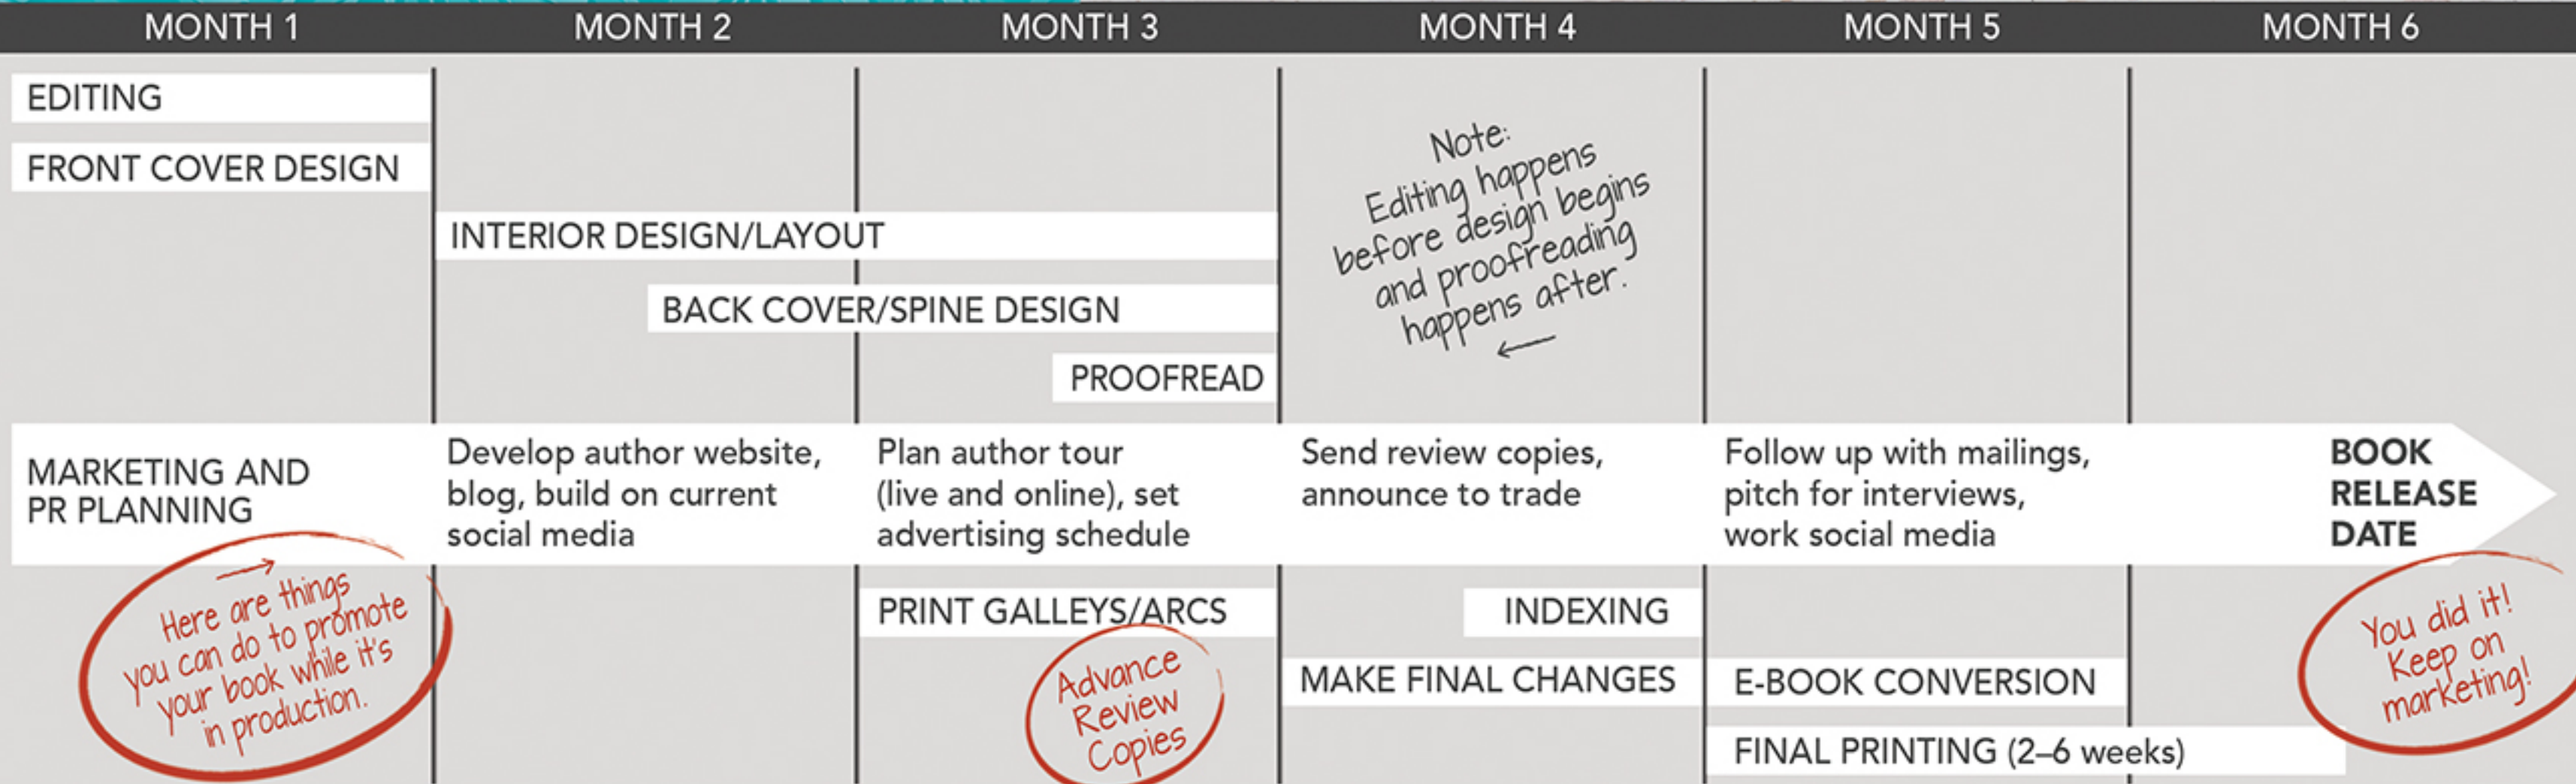 MONTH 1
MONTH 2
MONTH 3
MONTH 4
MONTH 5
MONTH 6
EDITING
FRONT COVER DESIGN
INTERIOR DESIGN/LAYOUT
BACK COVER/SPINE DESIGN
PROOFREAD
Note:
Editing happens
before design begins
and proofreading
happens after.
MARKETING AND
PR PLANNING
Develop author website,
blog, build on current
social media
Plan author tour
(live and online), set
advertising schedule
Send review copies,
announce to trade
Follow up with mailings,
pitch for interviews,
work social media
BOOK
RELEASE
DATE
Here are things
you can do to promote
your book while it's
in production.
PRINT GALLEYS/ARCS
Advance
Review
Copies
INDEXING
MAKE FINAL CHANGES
E-BOOK CONVERSION
FINAL PRINTING (2–6 weeks)
You did it!
Keep on
marketing!